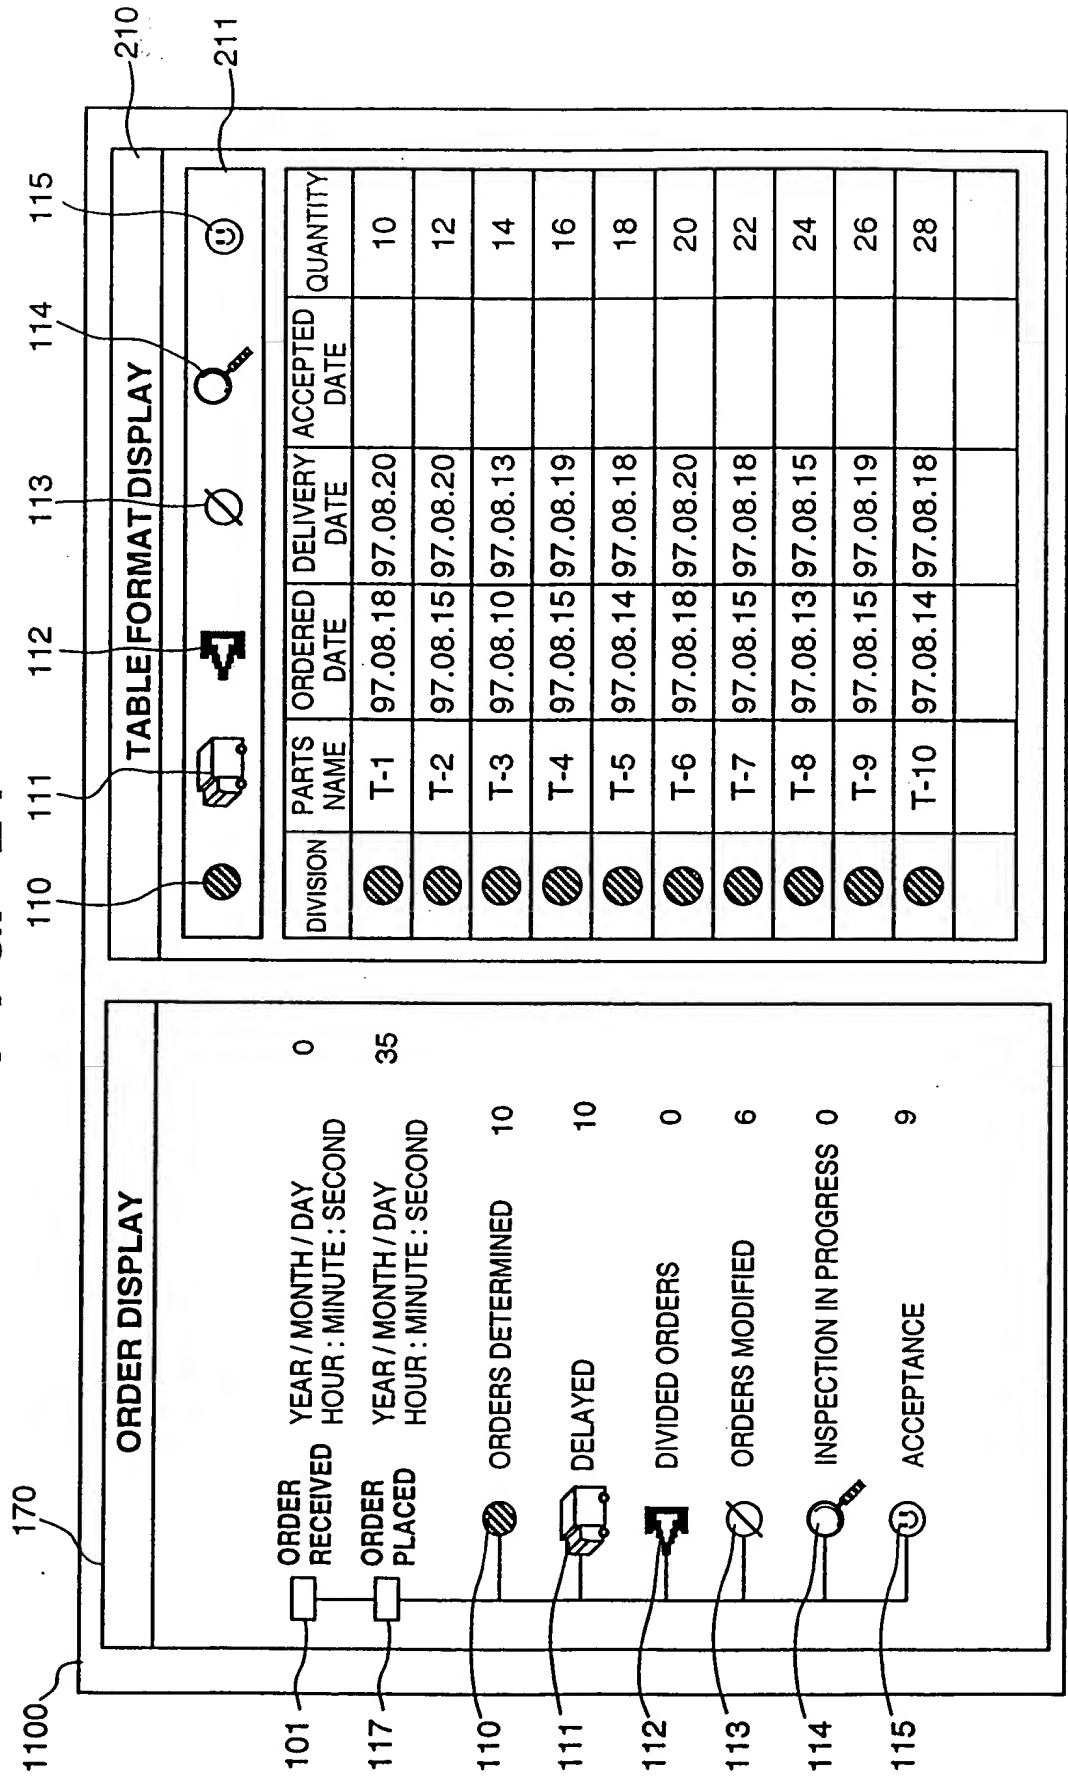 1100
170
ORDER DISPLAY
101
ORDER RECEIVED
YEAR / MONTH / DAY
HOUR : MINUTE : SECOND
0
117
ORDER PLACED
YEAR / MONTH / DAY
HOUR : MINUTE : SECOND
35
110
ORDERS DETERMINED 10
111
DELAYED 10
112
DIVIDED ORDERS 0
113
ORDERS MODIFIED 6
114
INSPECTION IN PROGRESS 0
115
ACCEPTANCE 9
110 111 112 113 114 115
210
211
TABLE FORMAT DISPLAY
DIVISION PARTS NAME ORDERED DATE DELIVERY DATE ACCEPTED DATE QUANTITY
T-1 97.08.18 97.08.20 10
T-2 97.08.15 97.08.20 12
T-3 97.08.10 97.08.13 14
T-4 97.08.15 97.08.19 16
T-5 97.08.14 97.08.18 18
T-6 97.08.18 97.08.20 20
T-7 97.08.15 97.08.18 22
T-8 97.08.13 97.08.15 24
T-9 97.08.15 97.08.19 26
T-10 97.08.14 97.08.18 28